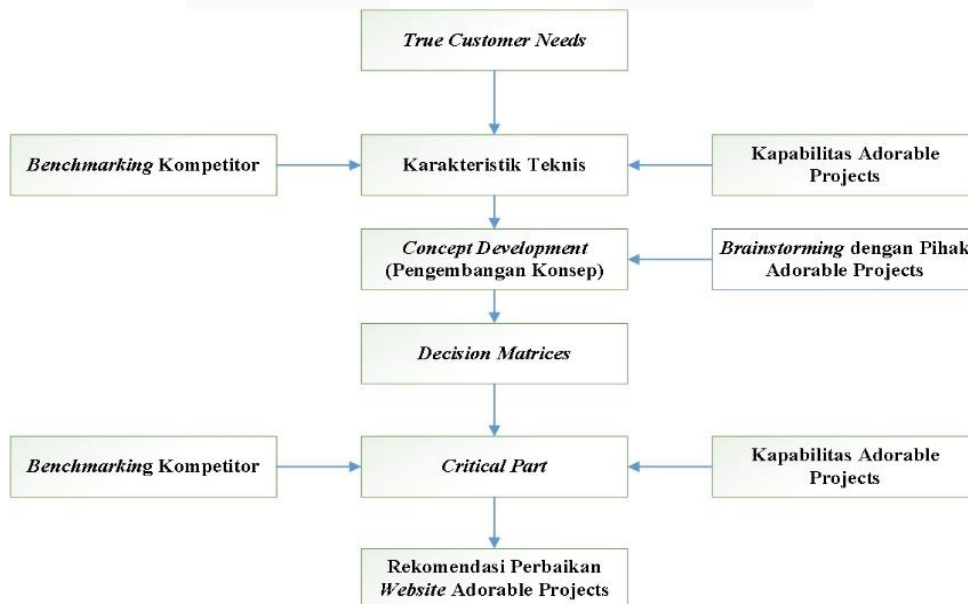 True Customer Needs
Benchmarking Kompetitor
Karakteristik Teknis
Kapabilitas Adorable
Projects
Concept Development
(Pengembangan Konsep)
Brainstorming dengan Pihak
Adorable Projects
Decision Matrices
Benchmarking Kompetitor
Critical Part
Kapabilitas Adorable
Projects
Rekomendasi Perbaikan
Website Adorable Projects